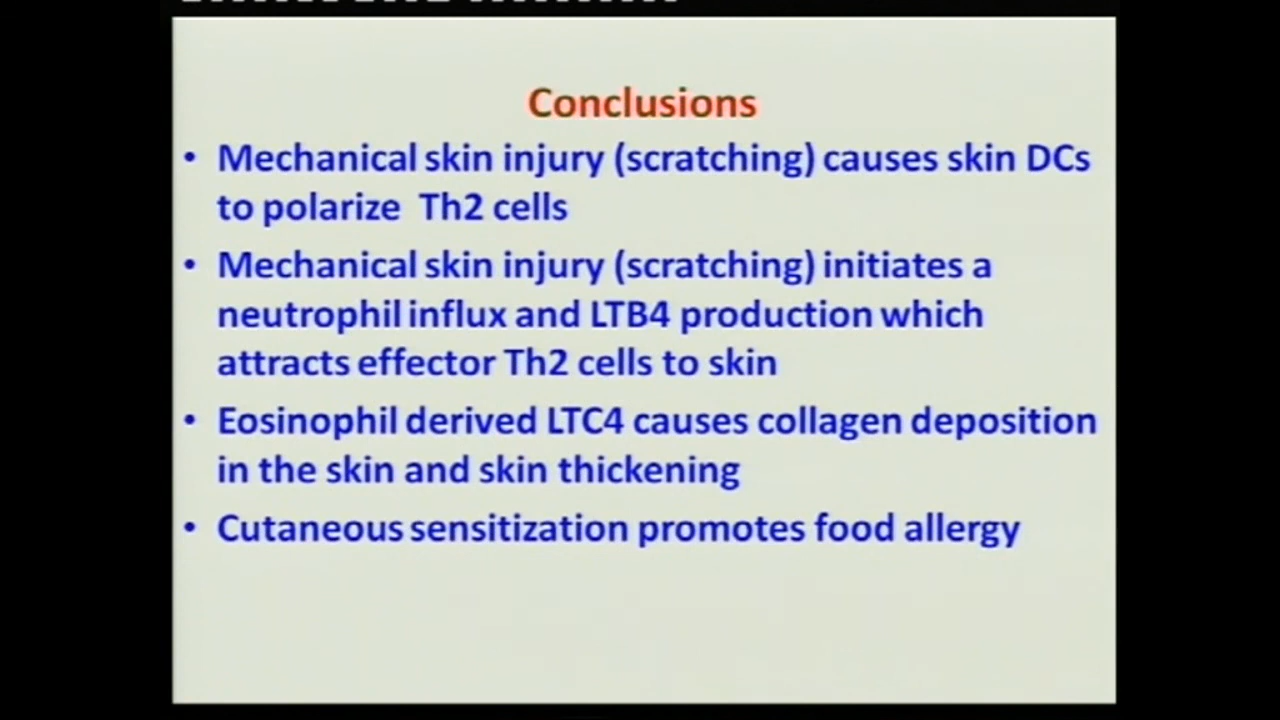 Conclusions
• Mechanical skin injury (scratching) causes skin DCs
to polarize Th2 cells
• Mechanical skin injury (scratching) initiates a
neutrophil influx and LTB4 production which
attracts effector Th2 cells to skin
• Eosinophil derived LTC4 causes collagen deposition
in the skin and skin thickening
• Cutaneous sensitization promotes food allergy